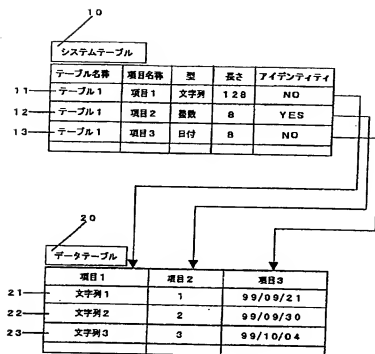 10
システムテーブル
テーブル名称 項目名称 型 長さ アイデンティティ
11 テーブル1 項目1 文字列 128 NO
12 テーブル1 項目2 整数 8 YES
13 テーブル1 項目3 日付 8 NO
20
データテーブル
項目1 項目2 項目3
21 文字列1 1 99/09/21
22 文字列2 2 99/09/30
23 文字列3 3 99/10/04